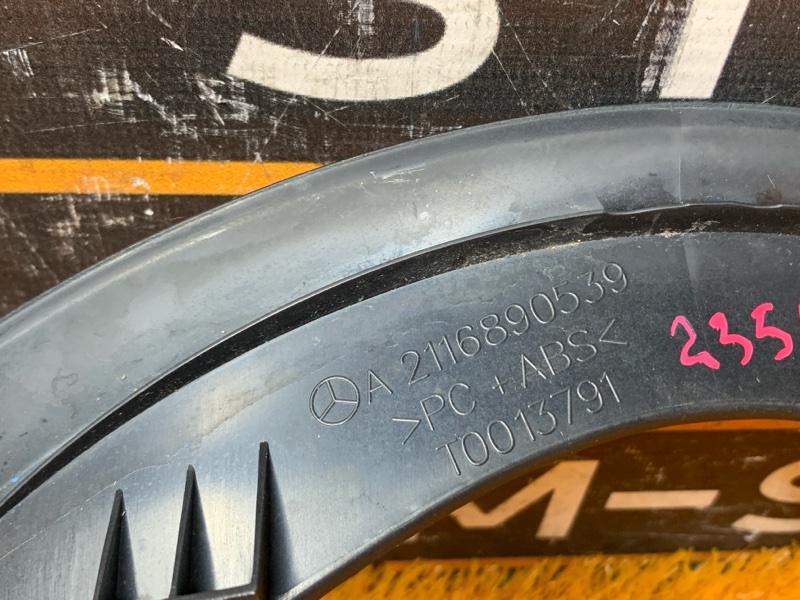 A 2116890539
>PC + ABS<
T0013791
235
M-S